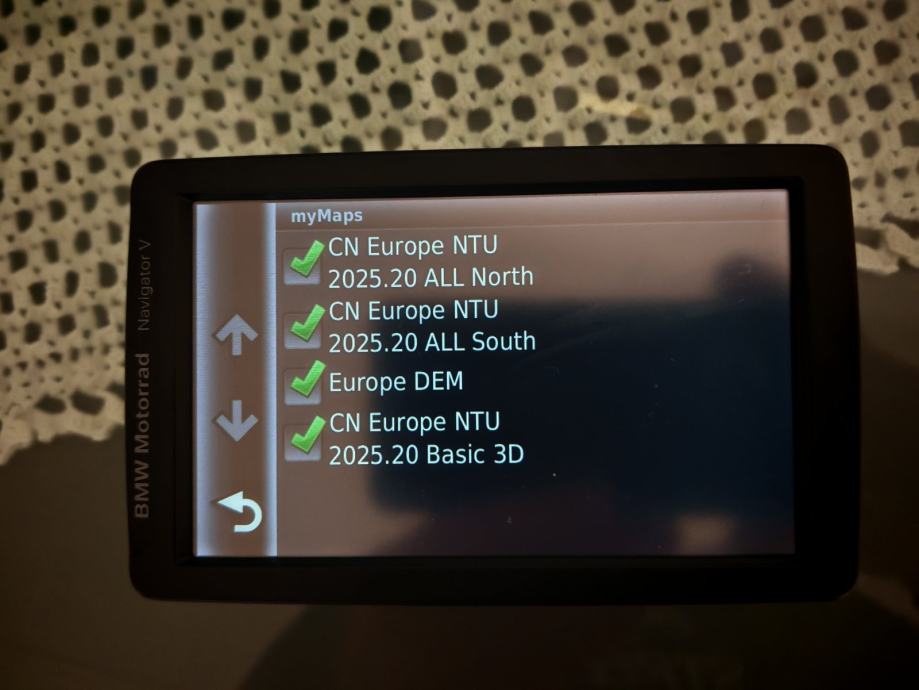 myMaps
CN Europe NTU
2025.20 ALL North
CN Europe NTU
2025.20 ALL South
Europe DEM
CN Europe NTU
2025.20 Basic 3D
BMW Motorrad Navigator V